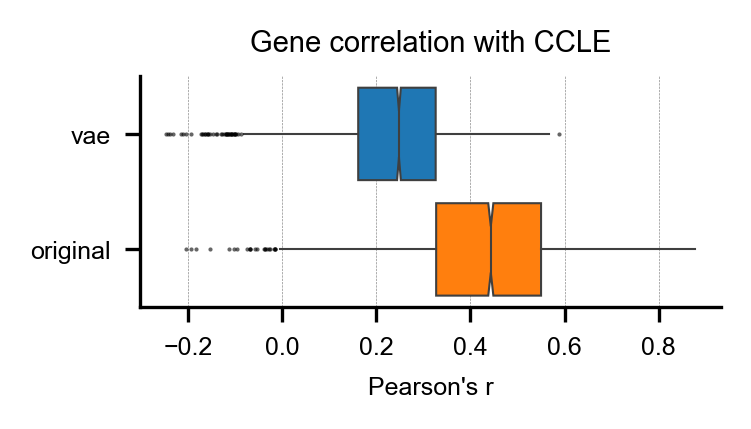 Gene correlation with CCLE
vae
original
−0.2 0.0 0.2 0.4 0.6 0.8
Pearson's r